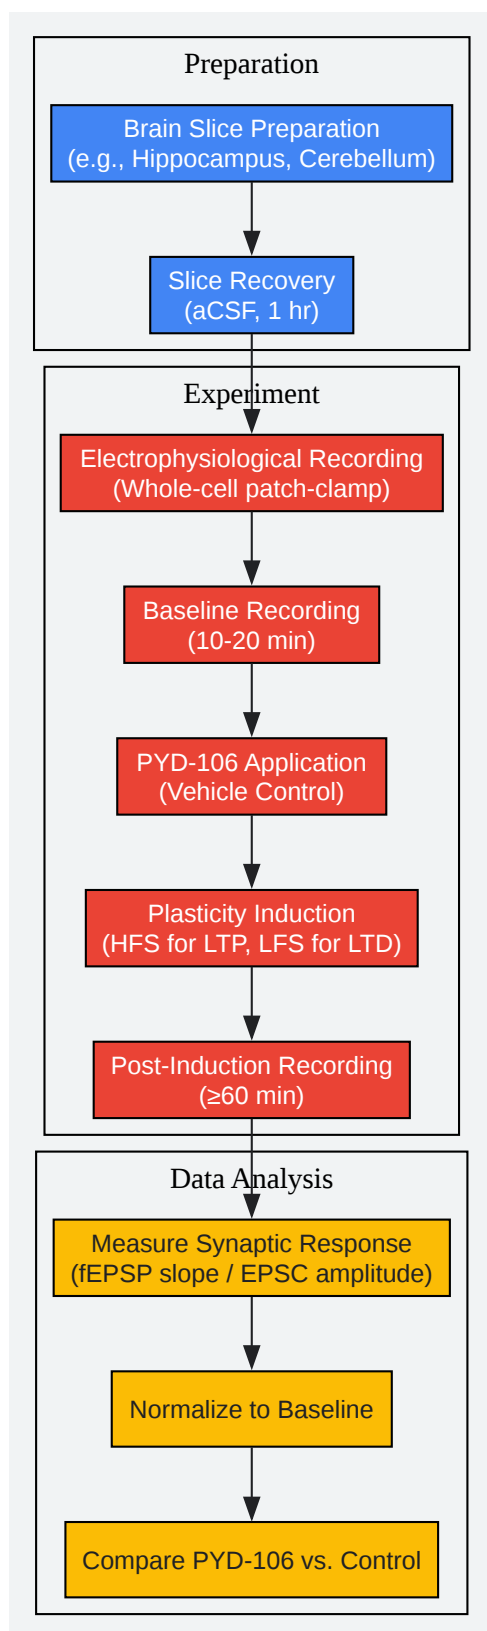 Preparation
Brain Slice Preparation
(e.g., Hippocampus, Cerebellum)
Slice Recovery
(aCSF, 1 hr)
Experiment
Electrophysiological Recording
(Whole-cell patch-clamp)
Baseline Recording
(10-20 min)
PYD-106 Application
(Vehicle Control)
Plasticity Induction
(HFS for LTP, LFS for LTD)
Post-Induction Recording
(≥60 min)
Data Analysis
Measure Synaptic Response
(fEPSP slope / EPSC amplitude)
Normalize to Baseline
Compare PYD-106 vs. Control